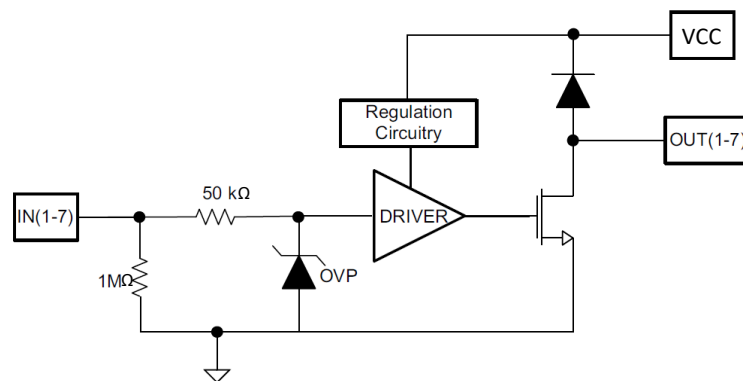 VCC
Regulation
Circuitry
OUT(1-7)
50 kΩ
IN(1-7)
DRIVER
1MΩ
OVP